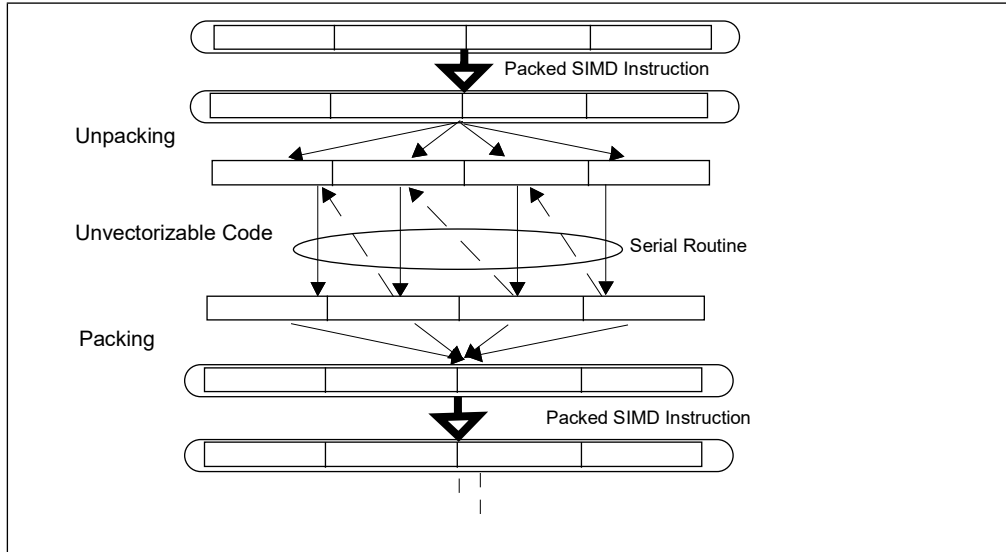 Packed SIMD Instruction
Unpacking
Unvectorizable Code
Serial Routine
Packing
Packed SIMD Instruction